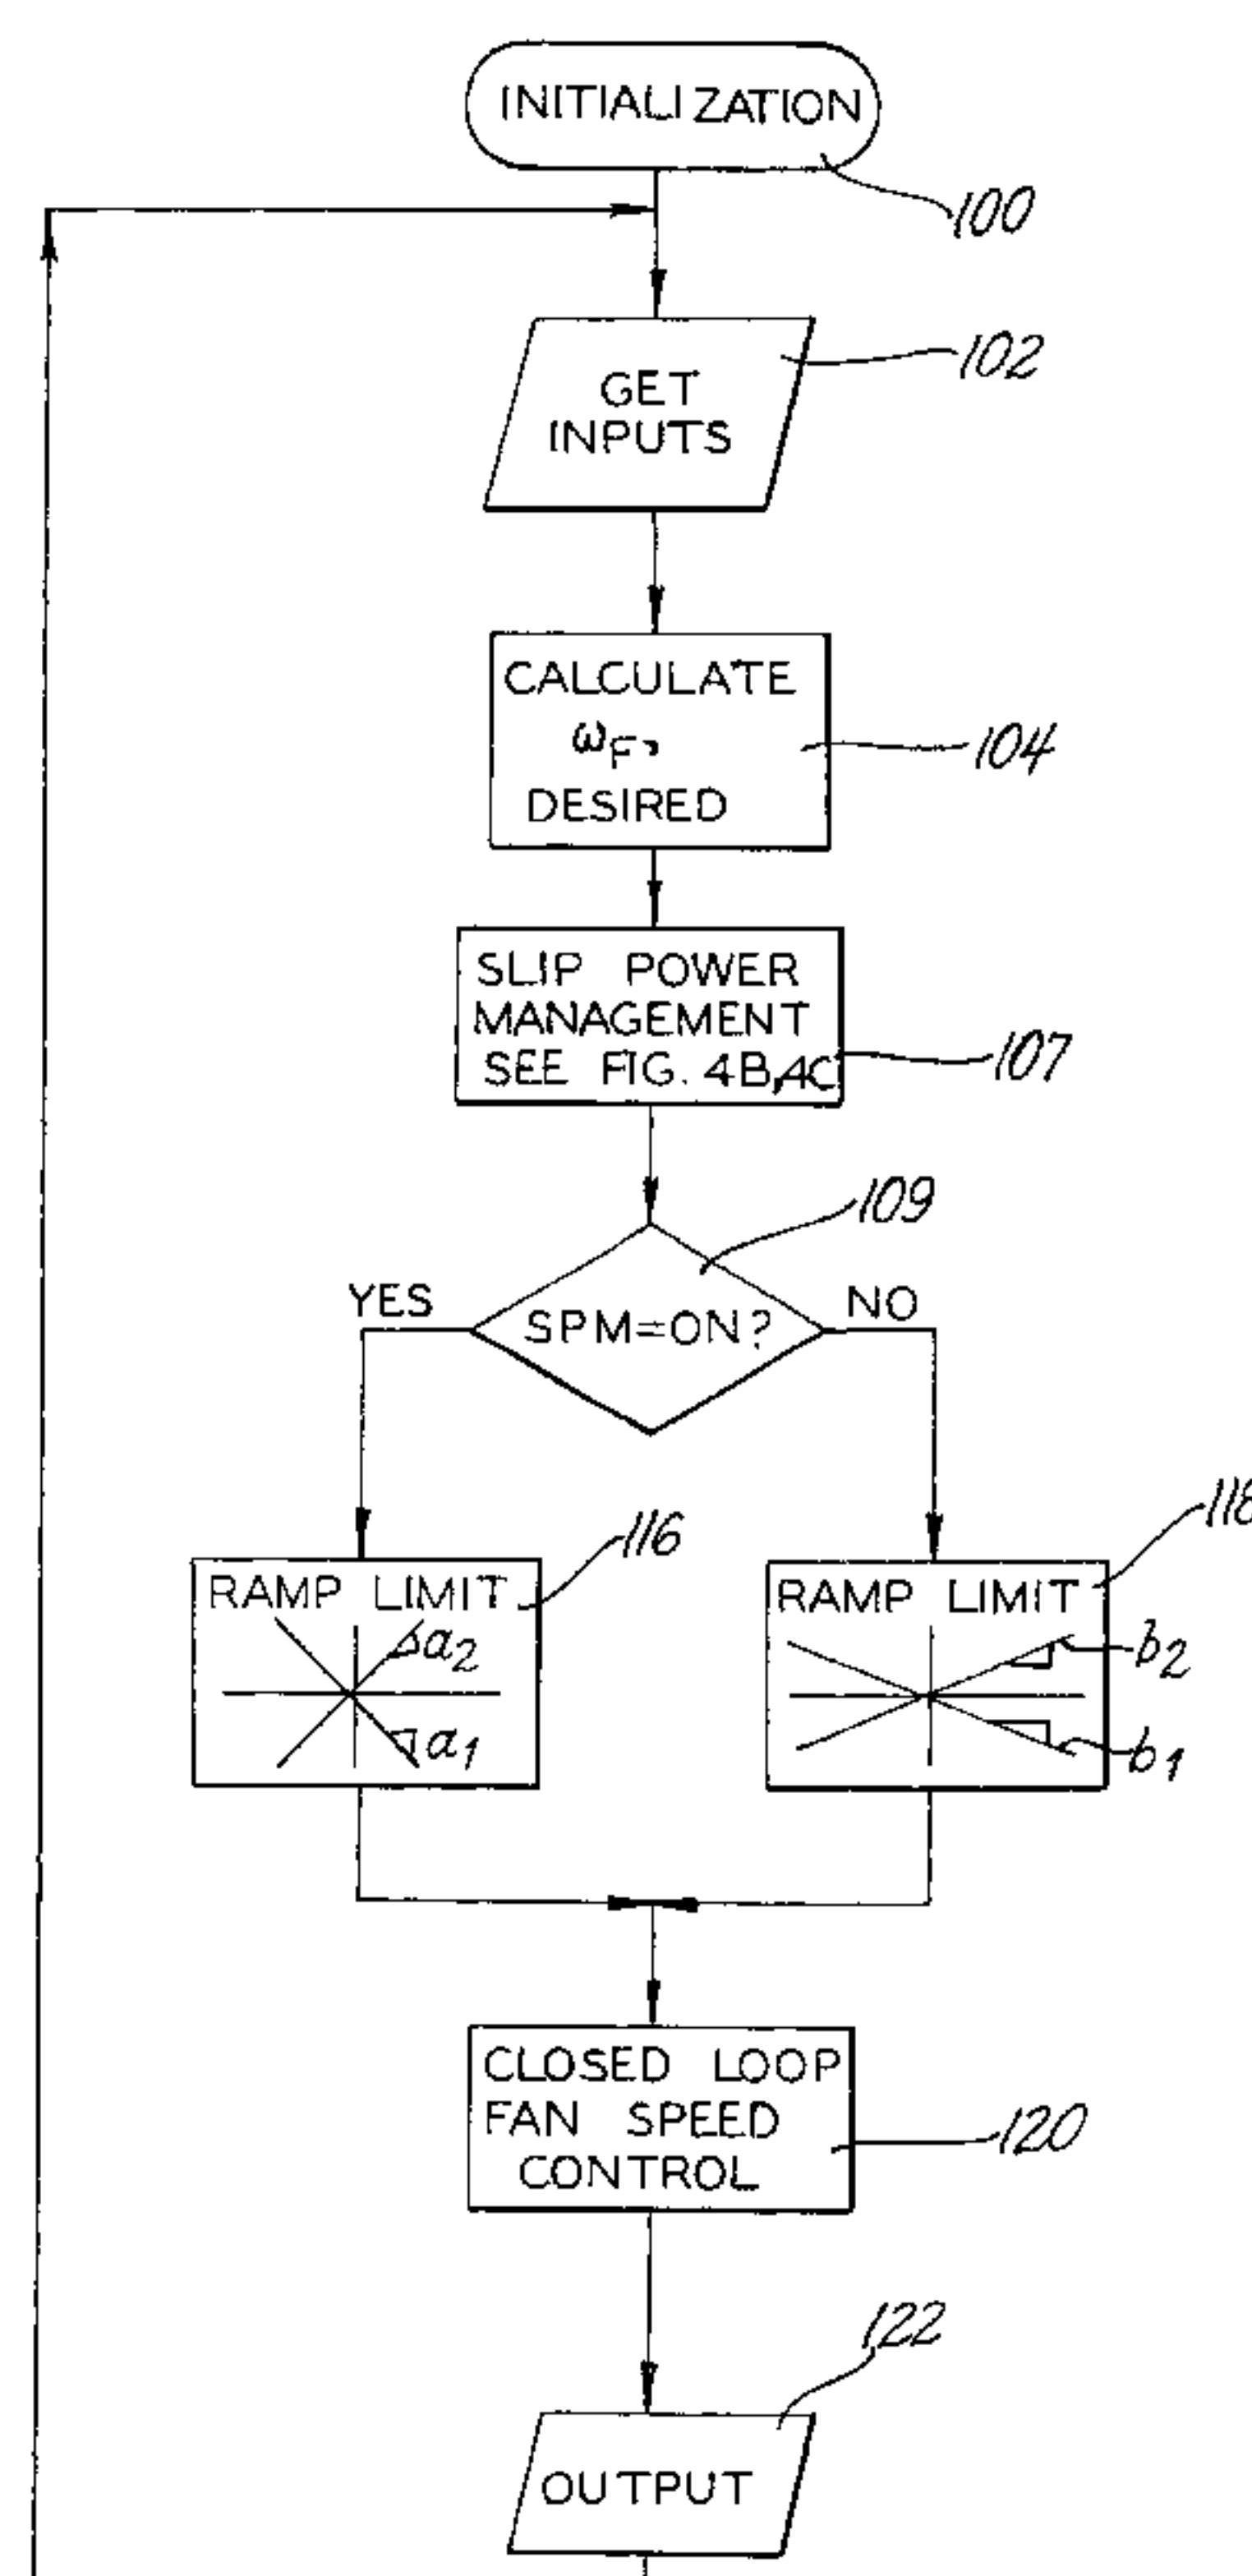 INITIALIZATION
100
GET
INPUTS
102
CALCULATE
ωF,
DESIRED
104
SLIP POWER
MANAGEMENT
SEE FIG. 4B,4C
107
109
YES
SPM=ON?
NO
116
118
RAMP LIMIT
a2
a1
RAMP LIMIT
b2
b1
CLOSED LOOP
FAN SPEED
CONTROL
120
122
OUTPUT